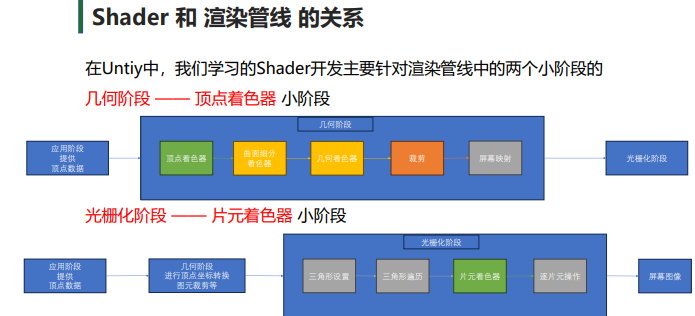 Shader 和 渲染管线 的关系
在Untiy中，我们学习的Shader开发主要针对渲染管线中的两个小阶段的
几何阶段 —— 顶点着色器 小阶段
几何阶段
应用阶段
提供
顶点数据
顶点着色器
曲面细分
着色器
几何着色器
裁剪
屏幕映射
光栅化阶段
光栅化阶段 —— 片元着色器 小阶段
光栅化阶段
应用阶段
提供
顶点数据
几何阶段
进行顶点坐标转换
图元裁剪等
三角形设置
三角形遍历
片元着色器
逐片元操作
屏幕图像